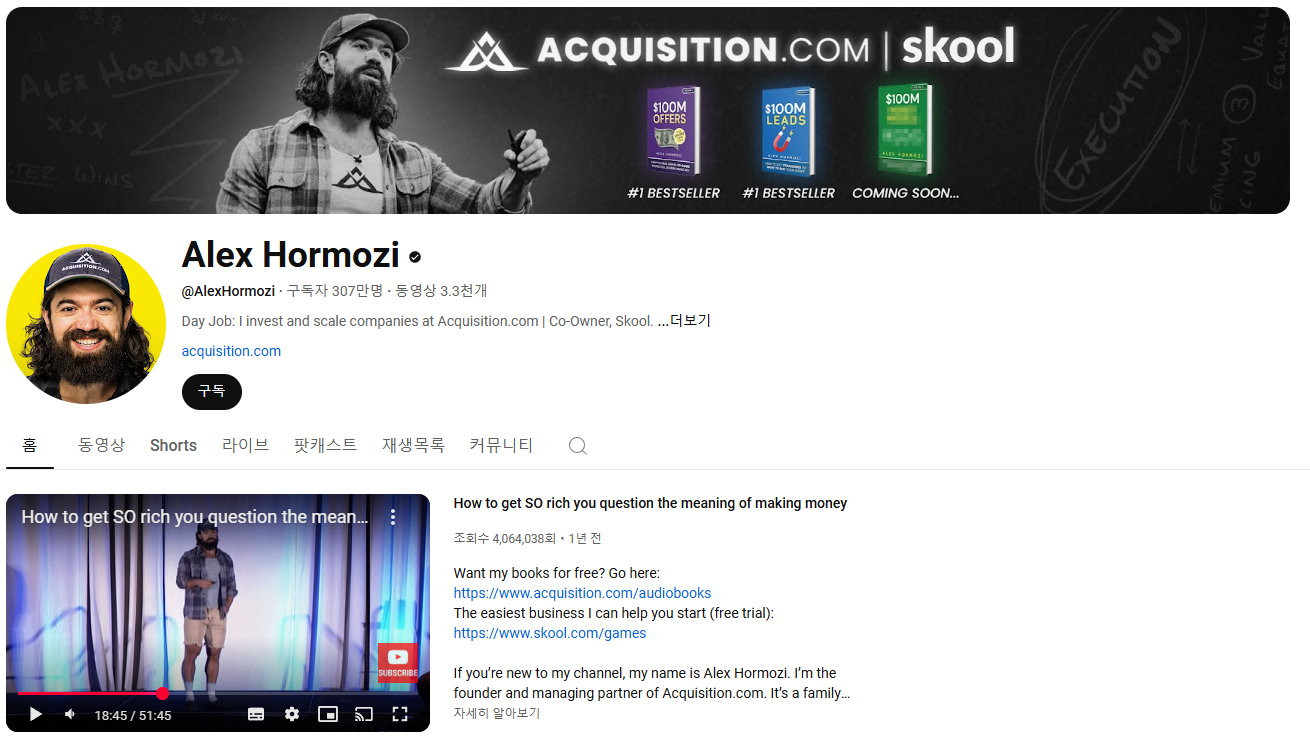 ALEX HORMOZI
ACQUISITION.COM | skool
EXECUTION
3
$100M
OFFERS
ALEX HORMOZI
$100M
LEADS
ALEX HORMOZI
$100M
ALEX HORMOZI
#1 BESTSELLER
#1 BESTSELLER
COMING SOON...
ACQUISITION.COM
Alex Hormozi
@AlexHormozi · 구독자 307만명 · 동영상 3.3천개
Day Job: I invest and scale companies at Acquisition.com | Co-Owner, Skool. ...더보기
acquisition.com
구독
홈 동영상 Shorts 라이브 팟캐스트 재생목록 커뮤니티
How to get SO rich you question the mean...
SUBSCRIBE
18:45 / 51:45
How to get SO rich you question the meaning of making money
조회수 4,064,038회 • 1년 전
Want my books for free? Go here:
https://www.acquisition.com/audiobooks
The easiest business I can help you start (free trial):
https://www.skool.com/games
If you’re new to my channel, my name is Alex Hormozi. I’m the
founder and managing partner of Acquisition.com. It’s a family…
자세히 알아보기